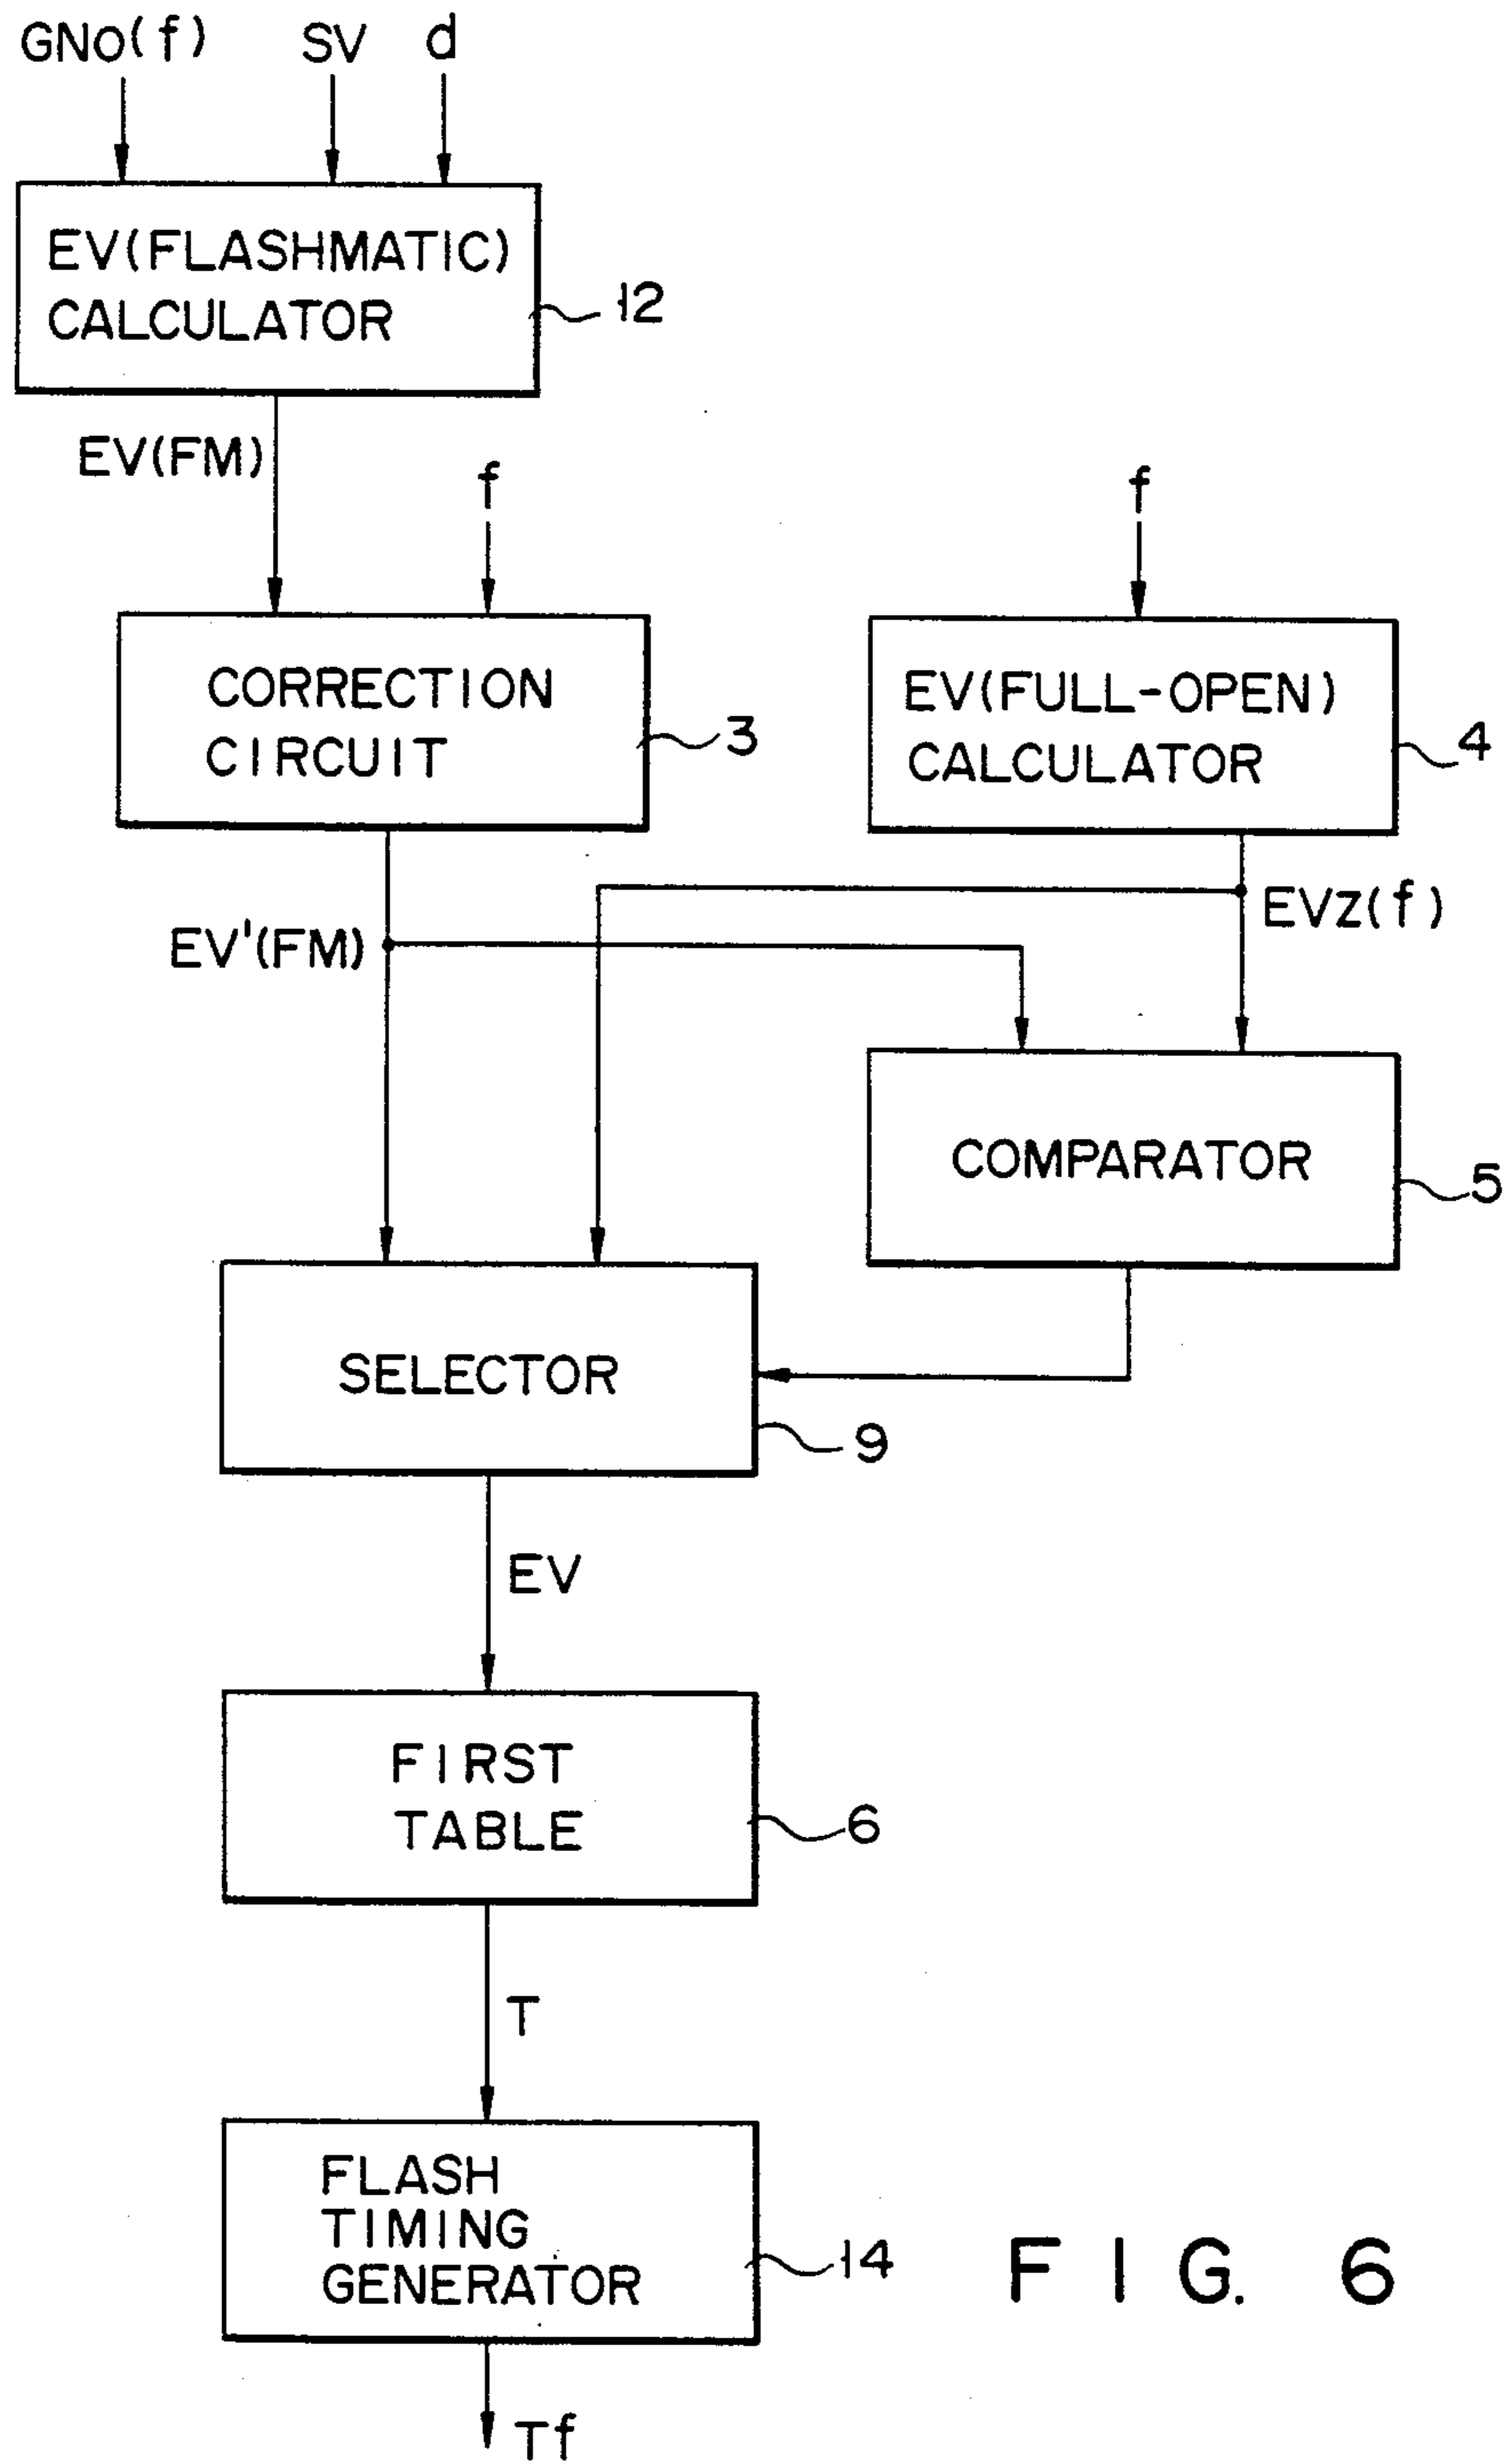 GNo(f) SV d
EV(FLASHMATIC)
CALCULATOR
12
EV(FM)
f
f
CORRECTION
CIRCUIT
3
EV(FULL-OPEN)
CALCULATOR
4
EV'(FM)
EVz(f)
COMPARATOR
5
SELECTOR
9
EV
FIRST
TABLE
6
T
FLASH
TIMING
GENERATOR
14
Tf
FIG. 6